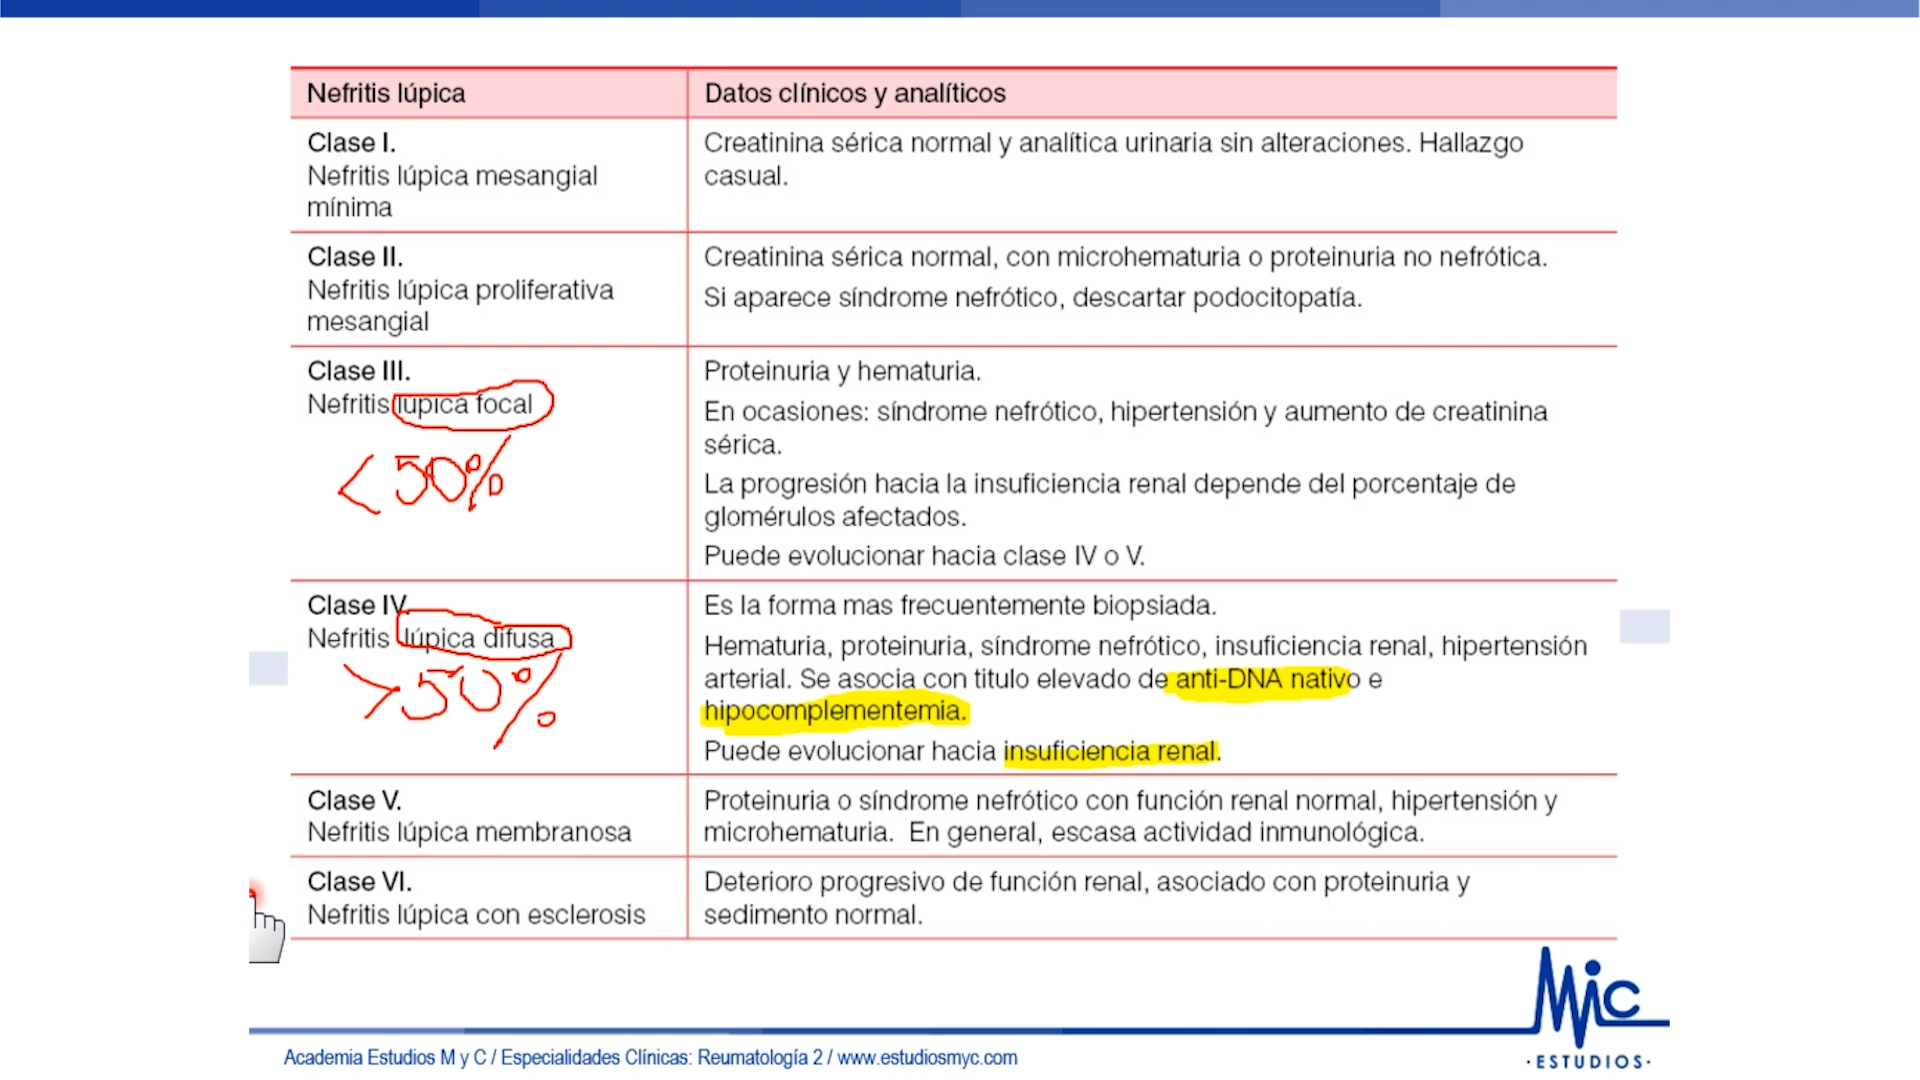 Nefritis lúpica
Datos clínicos y analíticos
Clase I.
Nefritis lúpica mesangial
mínima
Creatinina sérica normal y analítica urinaria sin alteraciones. Hallazgo
casual.
Clase II.
Nefritis lúpica proliferativa
mesangial
Creatinina sérica normal, con microhematuria o proteinuria no nefrótica.
Si aparece síndrome nefrótico, descartar podocitopatía.
Clase III.
Nefritis lúpica focal
< 50%
Proteinuria y hematuria.
En ocasiones: síndrome nefrótico, hipertensión y aumento de creatinina
sérica.
La progresión hacia la insuficiencia renal depende del porcentaje de
glomérulos afectados.
Puede evolucionar hacia clase IV o V.
Clase IV.
Nefritis lúpica difusa
> 50%
Es la forma mas frecuentemente biopsiada.
Hematuria, proteinuria, síndrome nefrótico, insuficiencia renal, hipertensión
arterial. Se asocia con titulo elevado de anti-DNA nativo e
hipocomplementemia.
Puede evolucionar hacia insuficiencia renal.
Clase V.
Nefritis lúpica membranosa
Proteinuria o síndrome nefrótico con función renal normal, hipertensión y
microhematuria. En general, escasa actividad inmunológica.
Clase VI.
Nefritis lúpica con esclerosis
Deterioro progresivo de función renal, asociado con proteinuria y
sedimento normal.
MiC
·ESTUDIOS·
Academia Estudios M y C / Especialidades Clínicas: Reumatología 2 / www.estudiosmyc.com